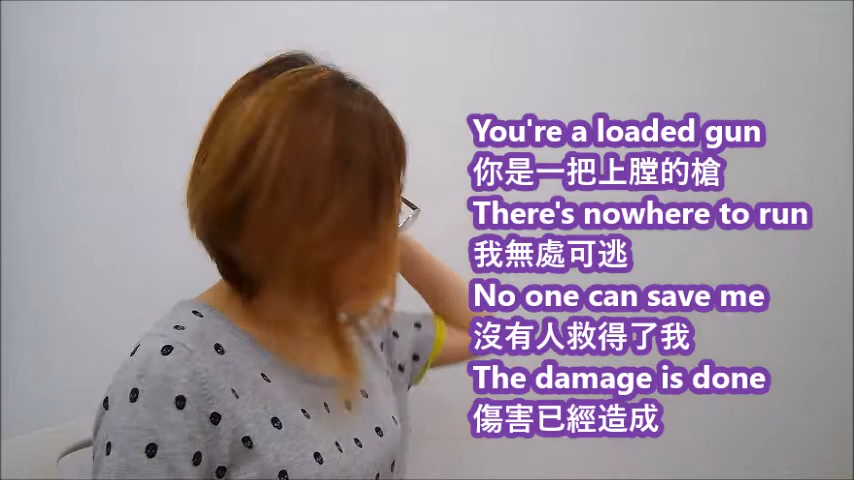 You're a loaded gun
你是一把上膛的槍
There's nowhere to run
我無處可逃
No one can save me
沒有人救得了我
The damage is done
傷害已經造成